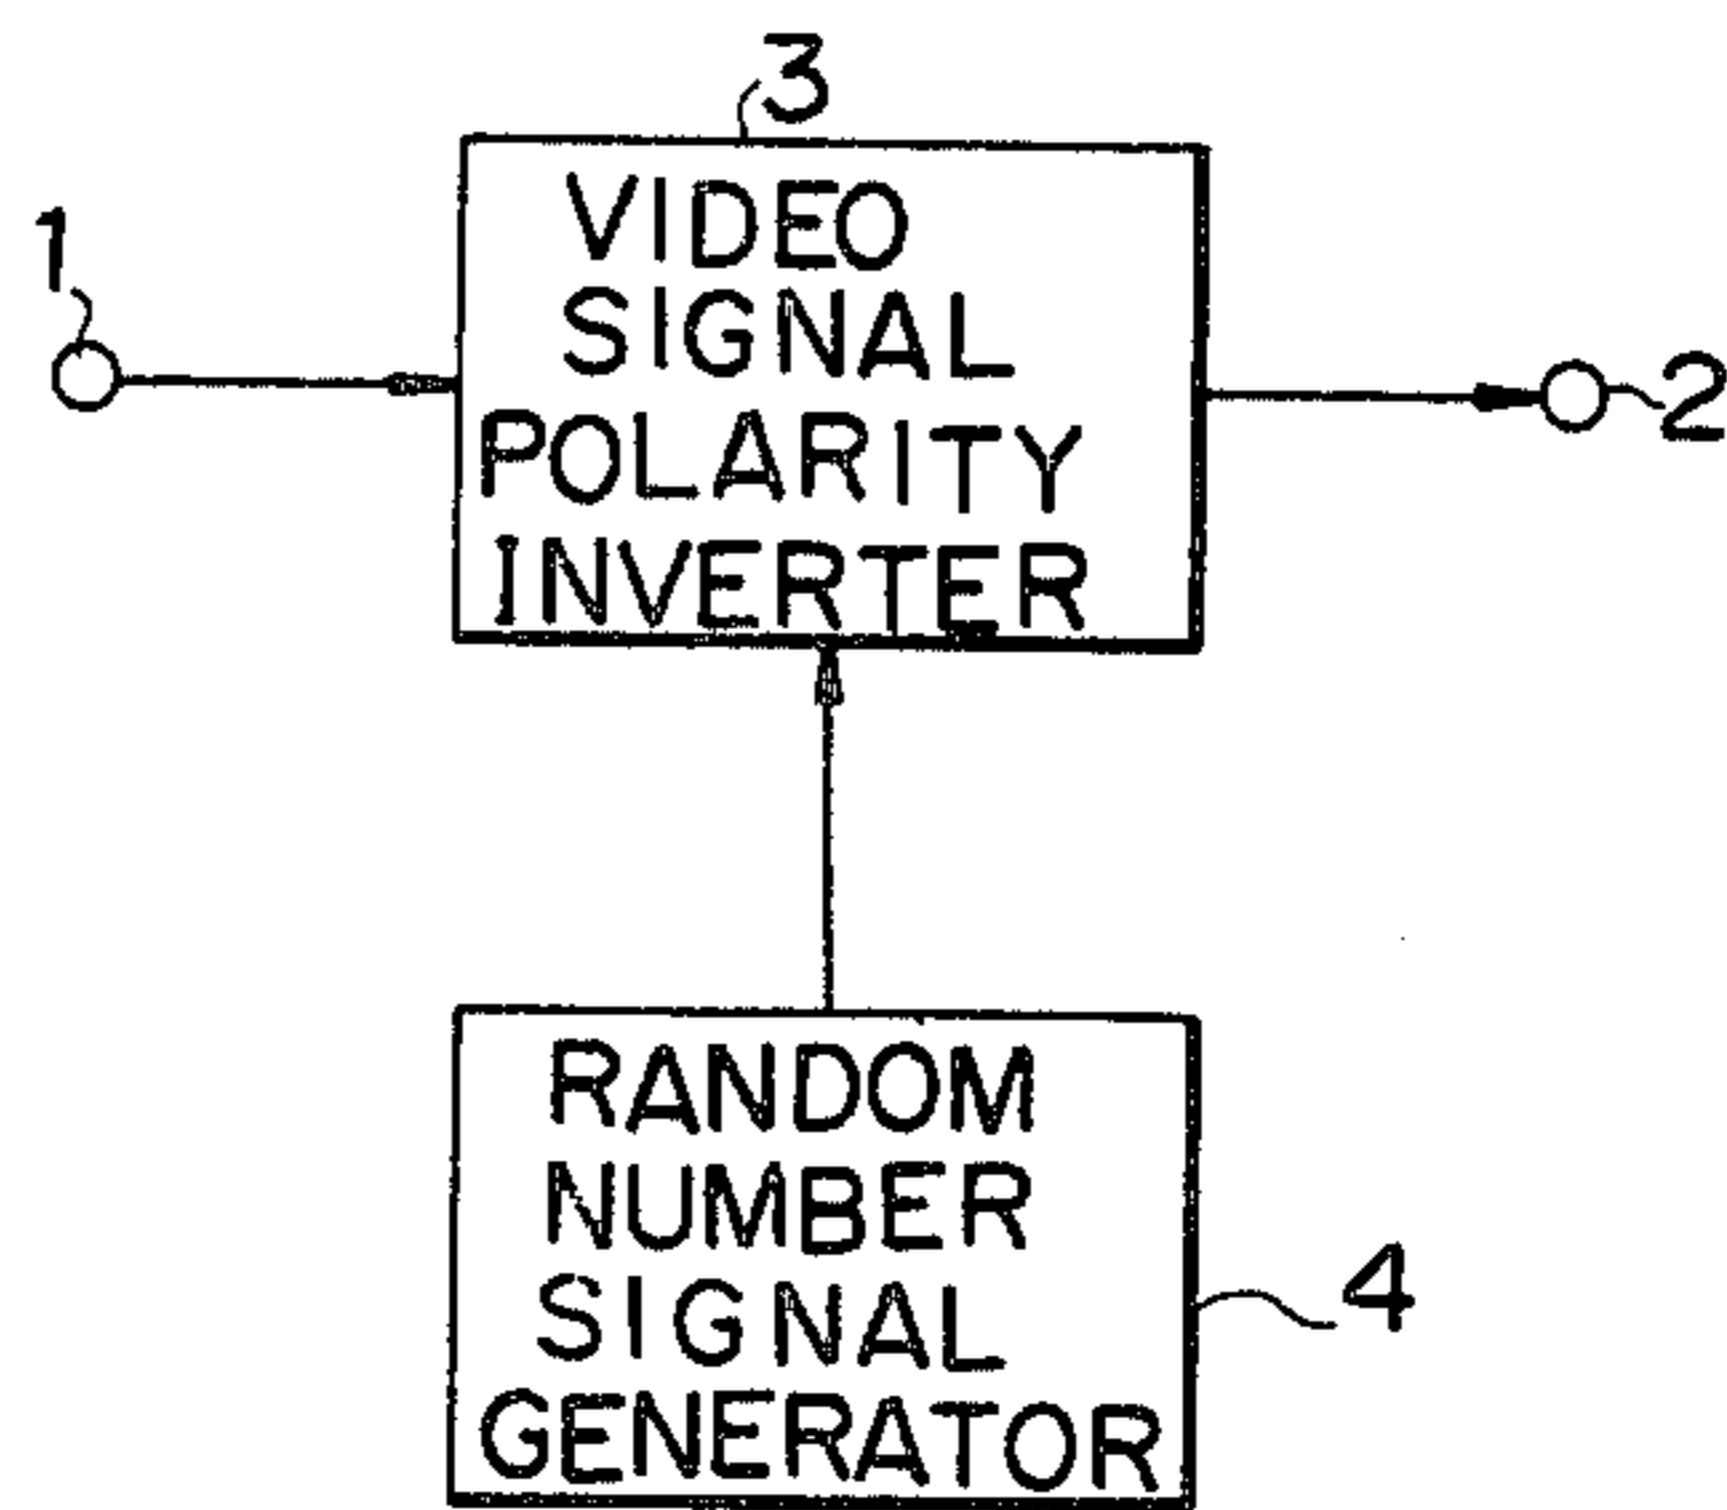 3
VIDEO
SIGNAL
POLARITY
INVERTER
1
2
RANDOM
NUMBER
SIGNAL
GENERATOR
4